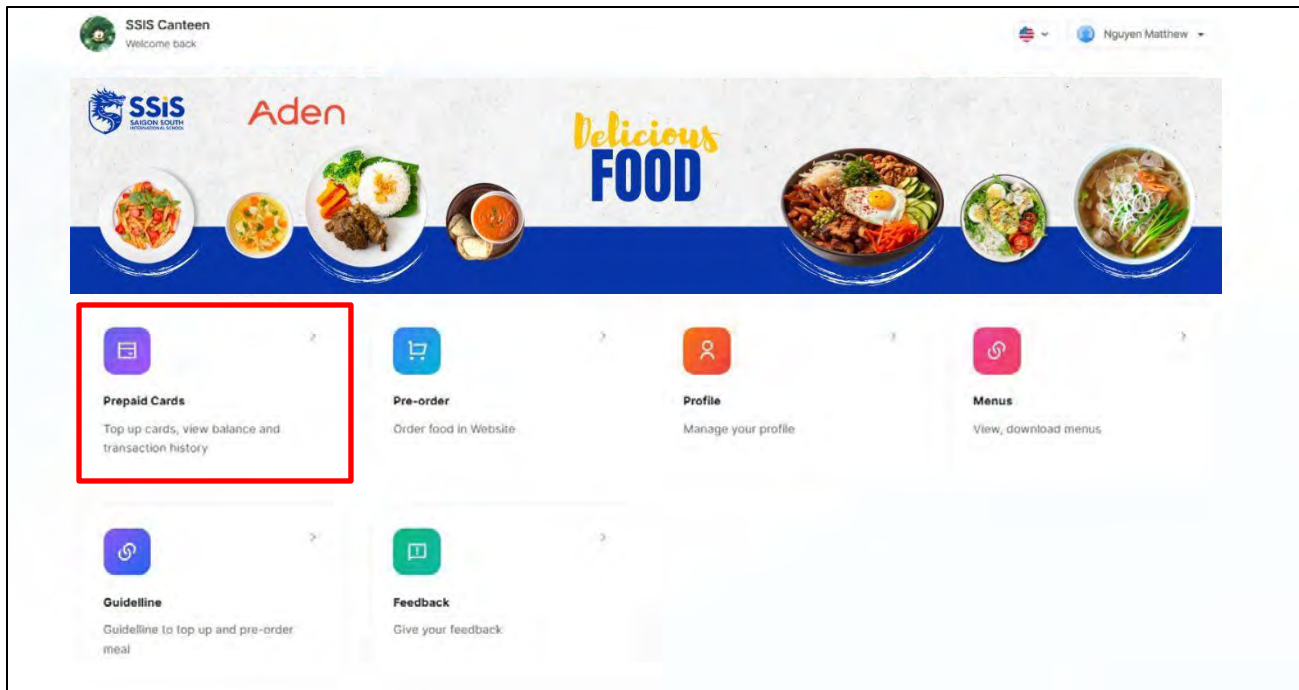 SSIS Canteen
Welcome back
Nguyen Matthew
SSiS
SAIGON SOUTH
INTERNATIONAL SCHOOL
Aden
Delicious
FOOD
Prepaid Cards
Top up cards, view balance and
transaction history
Pre-order
Order food in Website
Profile
Manage your profile
Menus
View, download menus
Guidelline
Guidelline to top up and pre-order
meal
Feedback
Give your feedback